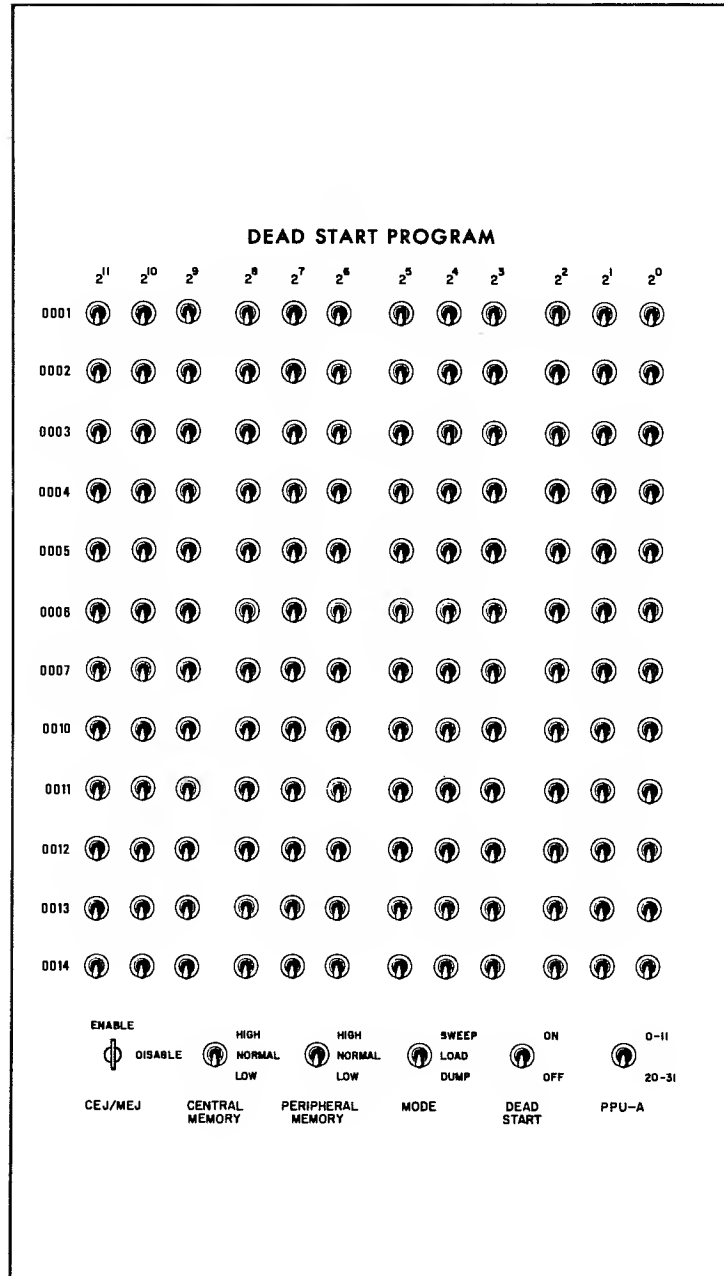 DEAD START PROGRAM
2¹¹ 2¹⁰ 2⁹ 2⁸ 2⁷ 2⁶ 2⁵ 2⁴ 2³ 2² 2¹ 2⁰
0001
0002
0003
0004
0005
0006
0007
0010
0011
0012
0013
0014
ENABLE
DISABLE
CEJ/MEJ
HIGH
NORMAL
LOW
CENTRAL
MEMORY
HIGH
NORMAL
LOW
PERIPHERAL
MEMORY
SWEEP
LOAD
DUMP
MODE
ON
OFF
DEAD
START
0-11
20-31
PPU-A